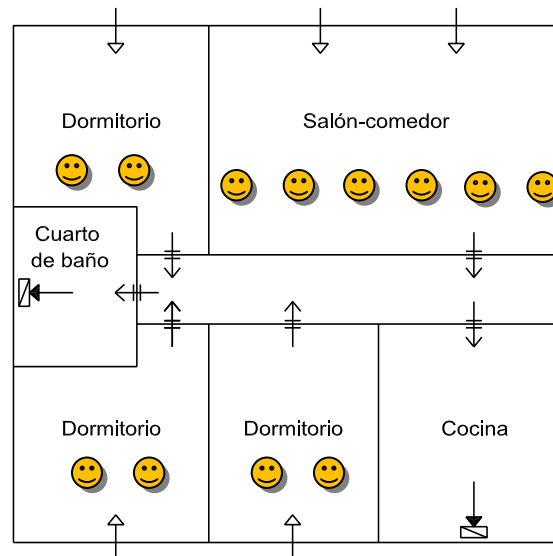 Dormitorio
Salón-comedor
Cuarto
de baño
Dormitorio
Dormitorio
Cocina